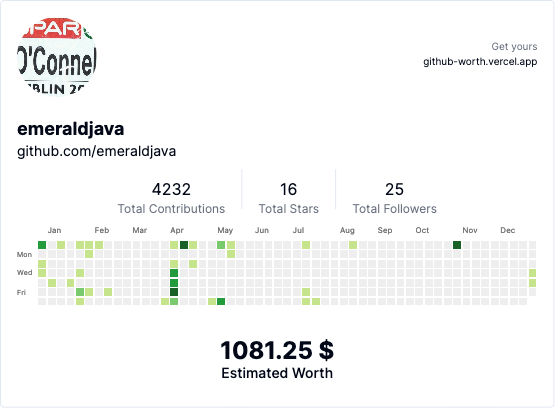 SPAR
O'Connel
BLIN 20
Get yours
github-worth.vercel.app
emeraldjava
github.com/emeraldjava
4232 16 25
Total Contributions Total Stars Total Followers
Jan Feb Mar Apr May Jun Jul Aug Sep Oct Nov Dec
Mon
Wed
Fri
1081.25 $
Estimated Worth